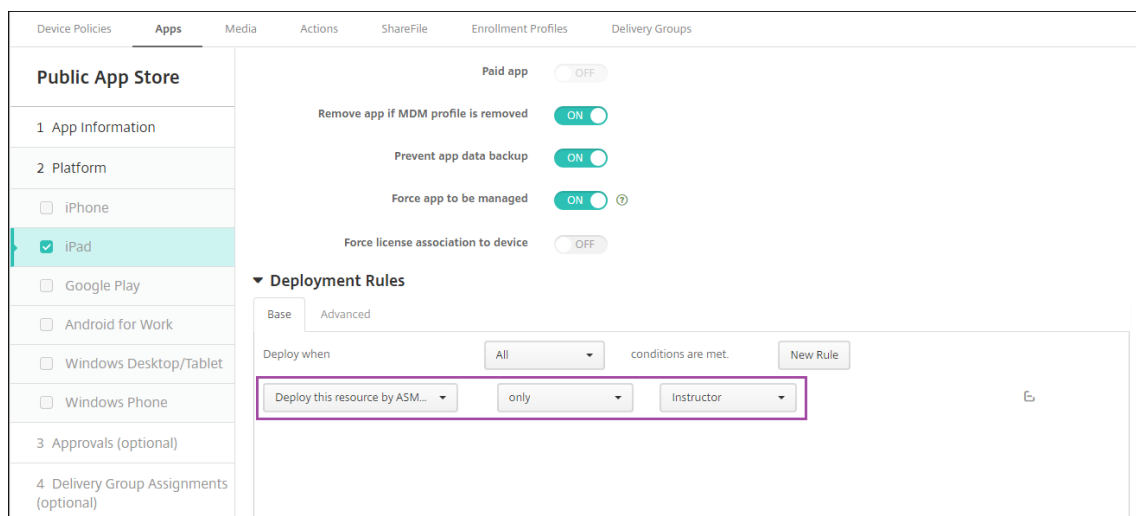 Device Policies Apps Media Actions ShareFile Enrollment Profiles Delivery Groups
Public App Store
1 App Information
2 Platform
iPhone
iPad
Google Play
Android for Work
Windows Desktop/Tablet
Windows Phone
3 Approvals (optional)
4 Delivery Group Assignments
(optional)
Paid app OFF
Remove app if MDM profile is removed ON
Prevent app data backup ON
Force app to be managed ON ?
Force license association to device OFF
Deployment Rules
Base Advanced
Deploy when All conditions are met. New Rule
Deploy this resource by ASM... only Instructor